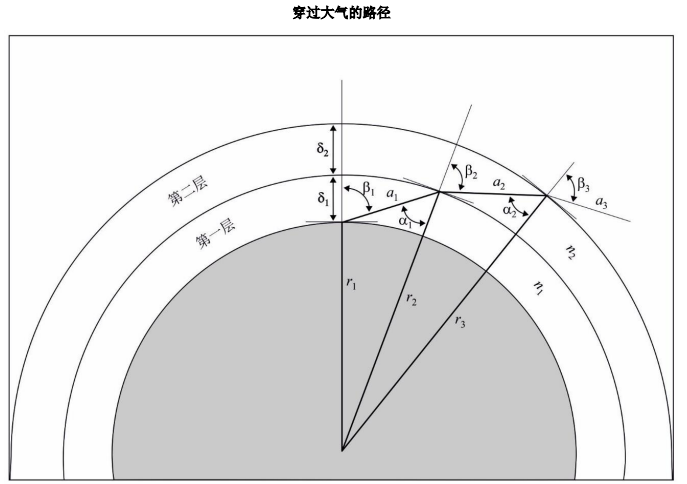 穿过大气的路径
δ₂
第二层
δ₁
第一层
β₁
a₁
α₁
β₂
a₂
α₂
β₃
a₃
n₂
n₁
r₁
r₂
r₃